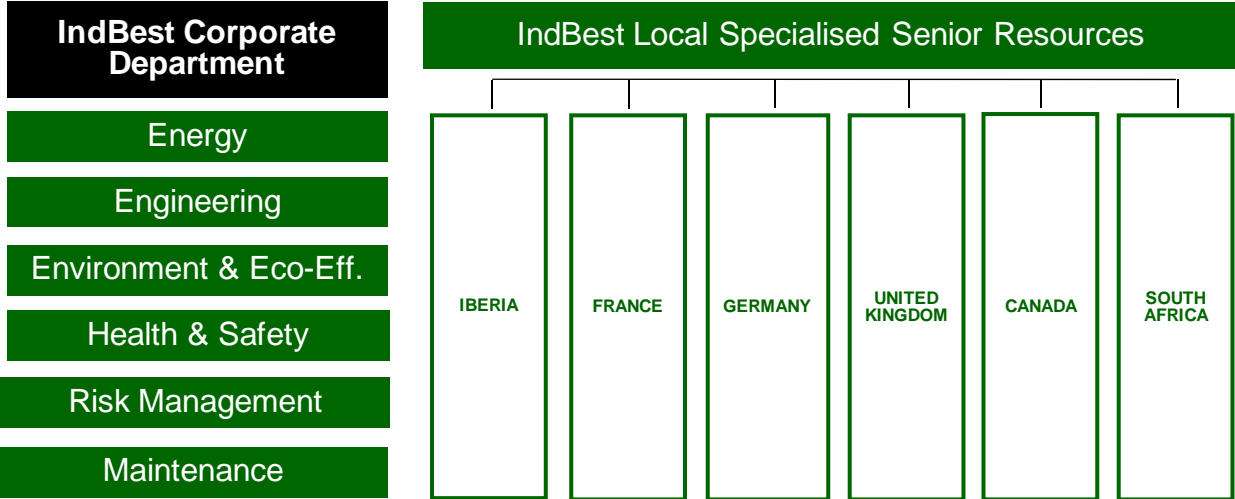 IndBest Corporate
Department
Energy
Engineering
Environment & Eco-Eff.
Health & Safety
Risk Management
Maintenance
IndBest Local Specialised Senior Resources
IBERIA
FRANCE
GERMANY
UNITED
KINGDOM
CANADA
SOUTH
AFRICA